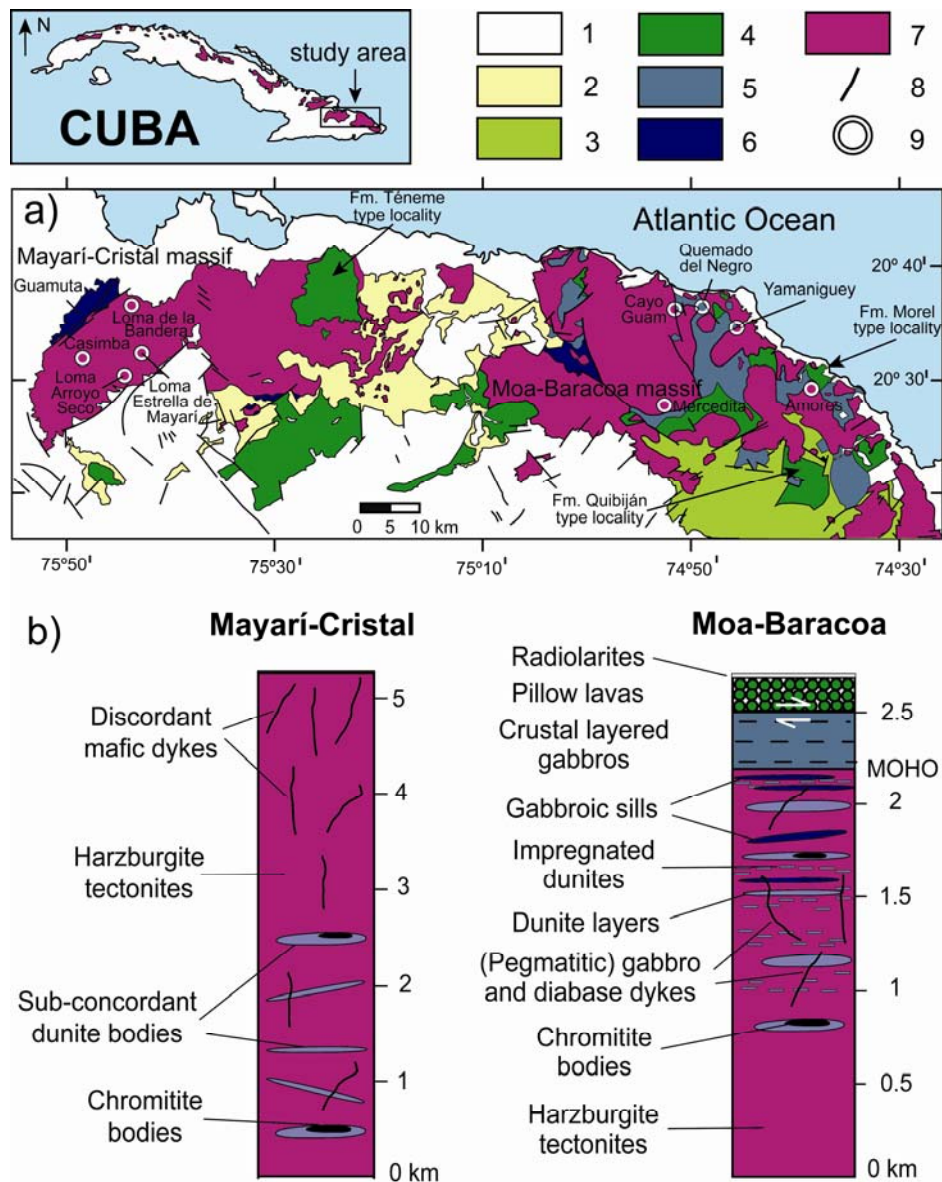 N
study area
CUBA
1
2
3
4
5
6
7
8
9
a)
Mayarí-Cristal massif
Guamuta
Loma de la
Bandera
Casimba
Loma
Arroyo
Seco
Loma
Estrella de
Mayarí
Fm. Téneme
type locality
Atlantic Ocean
Quemado
del Negro
Cayo
Guam
Yamaniguey
Fm. Morel
type locality
Moa-Baracoa massif
Mercedita
Amores
Fm. Quibiján
type locality
0 5 10 km
20° 40'
20° 30'
75º50'
75º30'
75º10'
74º50'
74º30'
b)
Mayarí-Cristal
Discordant
mafic dykes
Harzburgite
tectonites
Sub-concordant
dunite bodies
Chromitite
bodies
5
4
3
2
1
0 km
Moa-Baracoa
Radiolarites
Pillow lavas
Crustal layered
gabbros
Gabbroic sills
Impregnated
dunites
Dunite layers
(Pegmatitic) gabbro
and diabase dykes
Chromitite
bodies
Harzburgite
tectonites
2.5
MOHO
2
1.5
1
0.5
0 km